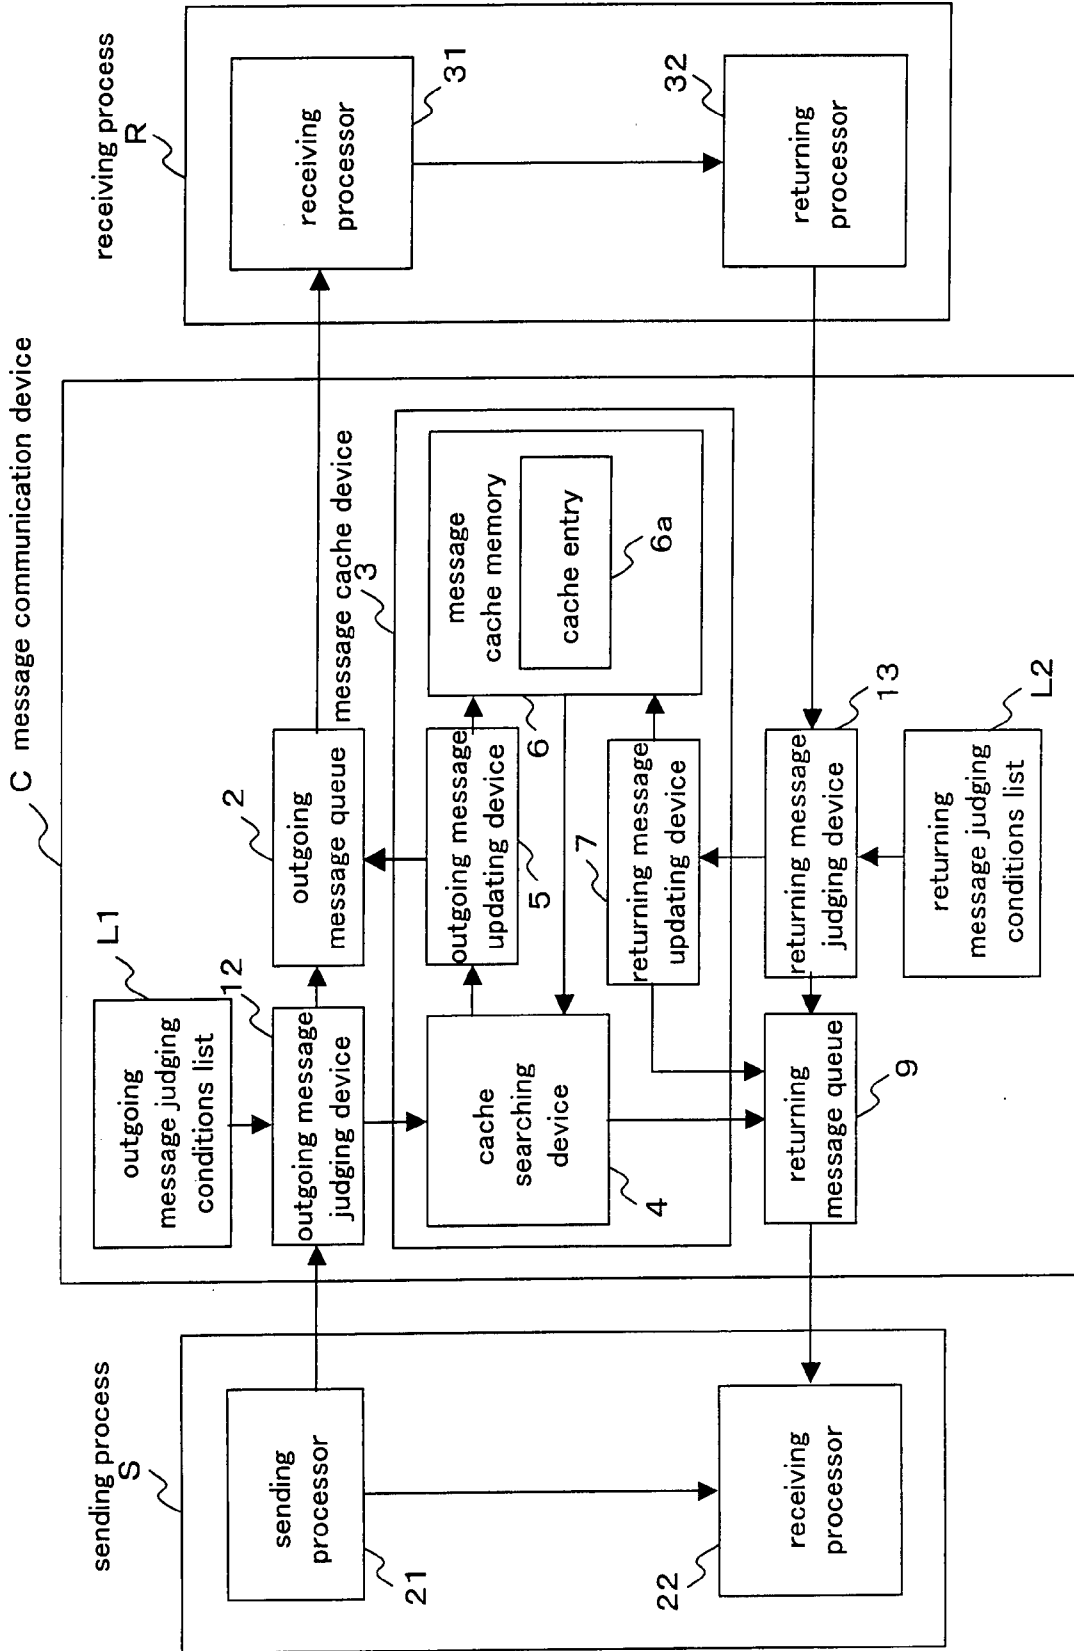 C message communication device
sending process
S
sending
processor
21
receiving
processor
22
outgoing
message judging
conditions list
L1
outgoing message
judging device
12
outgoing
message queue
2
message cache device
3
cache
searching
device
4
outgoing message
updating device
5
message
cache memory
6
cache entry
6a
returning message
updating device
7
returning
message queue
9
returning message
judging device
13
returning
message judging
conditions list
L2
receiving process
R
receiving
processor
31
returning
processor
32